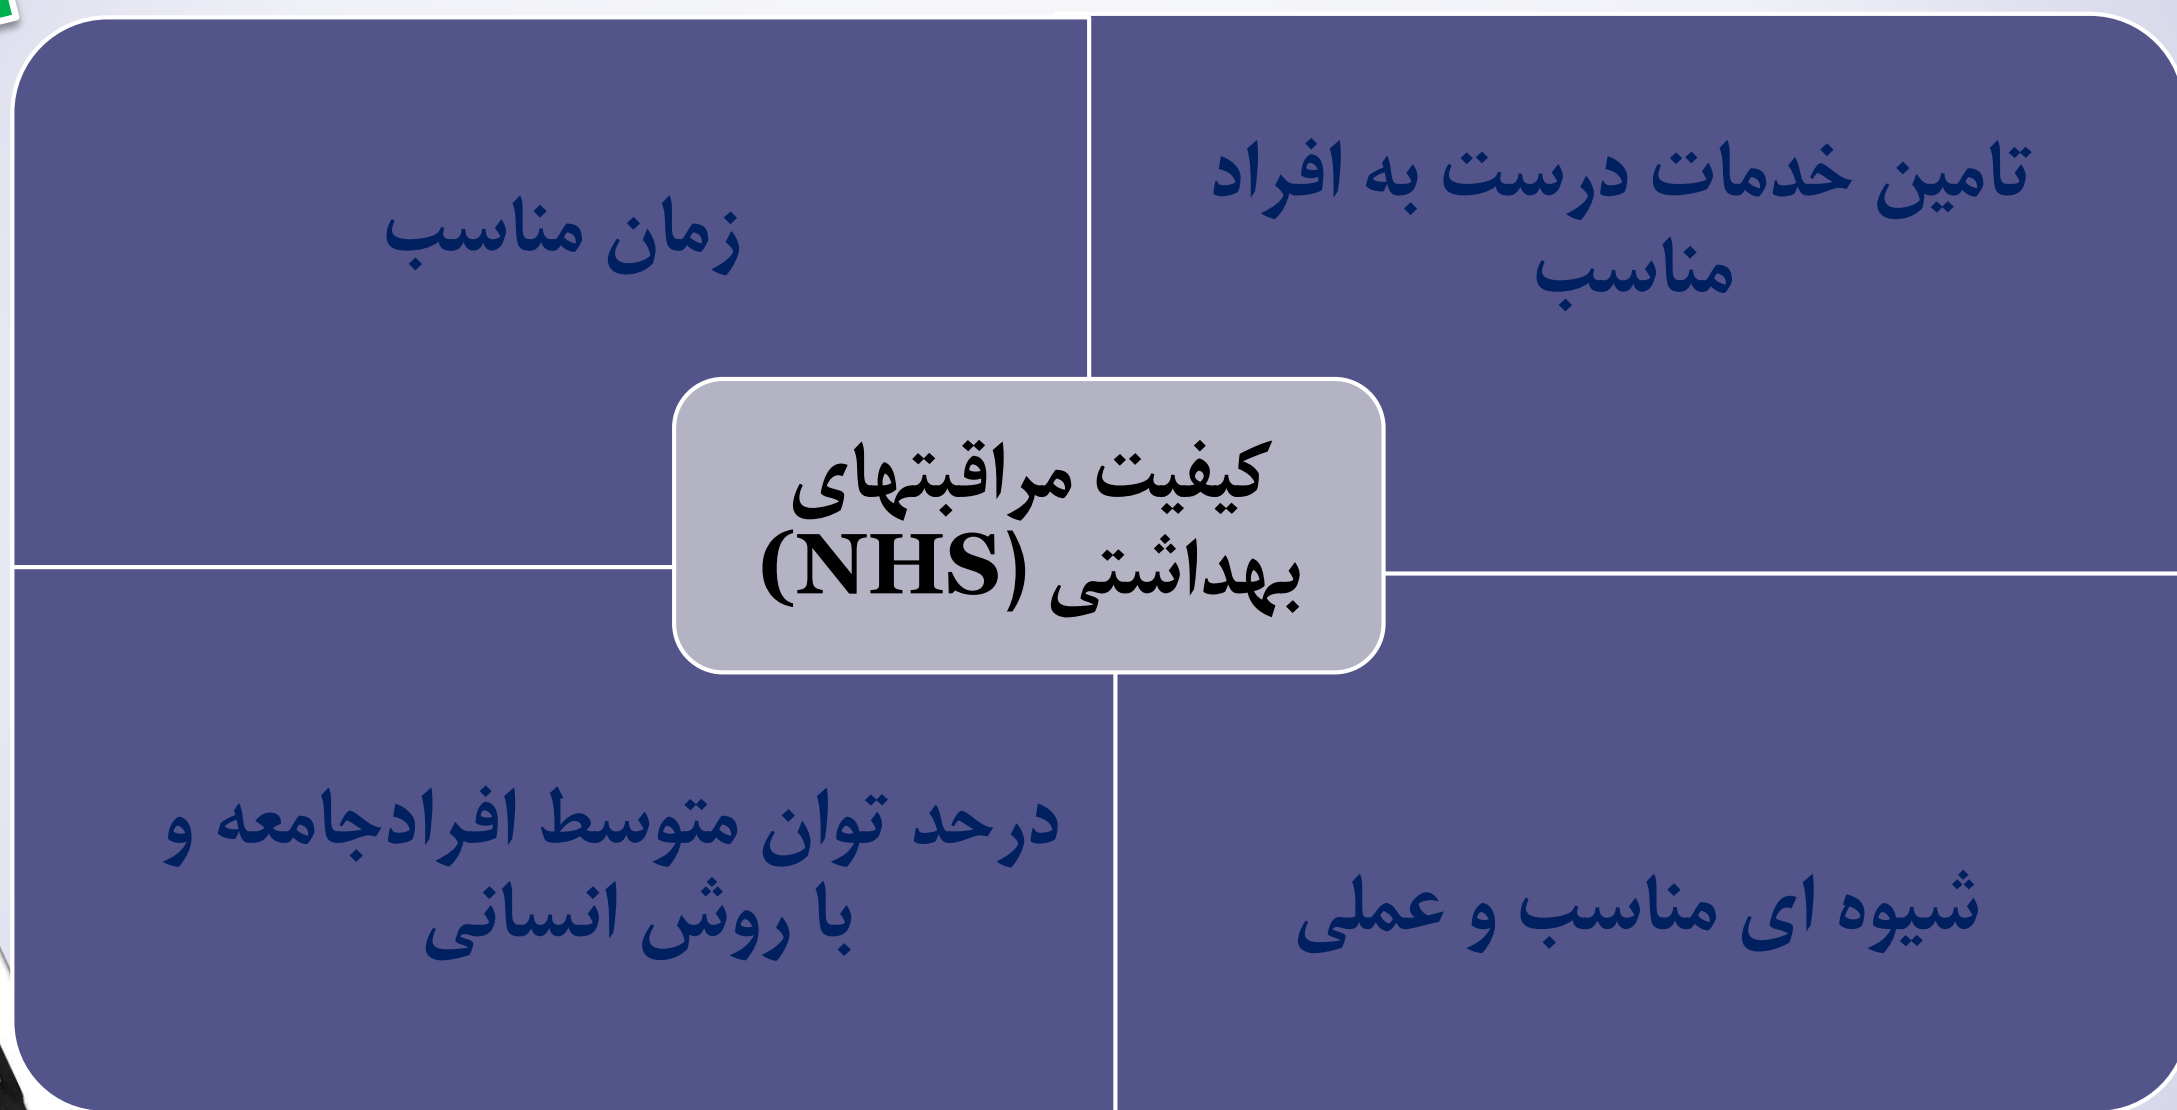 تامین خدمات درست به افراد
مناسب
زمان مناسب
کیفیت مراقبتهای
بهداشتی (NHS)
شیوه ای مناسب و عملی
درحد توان متوسط افرادجامعه و
با روش انسانی